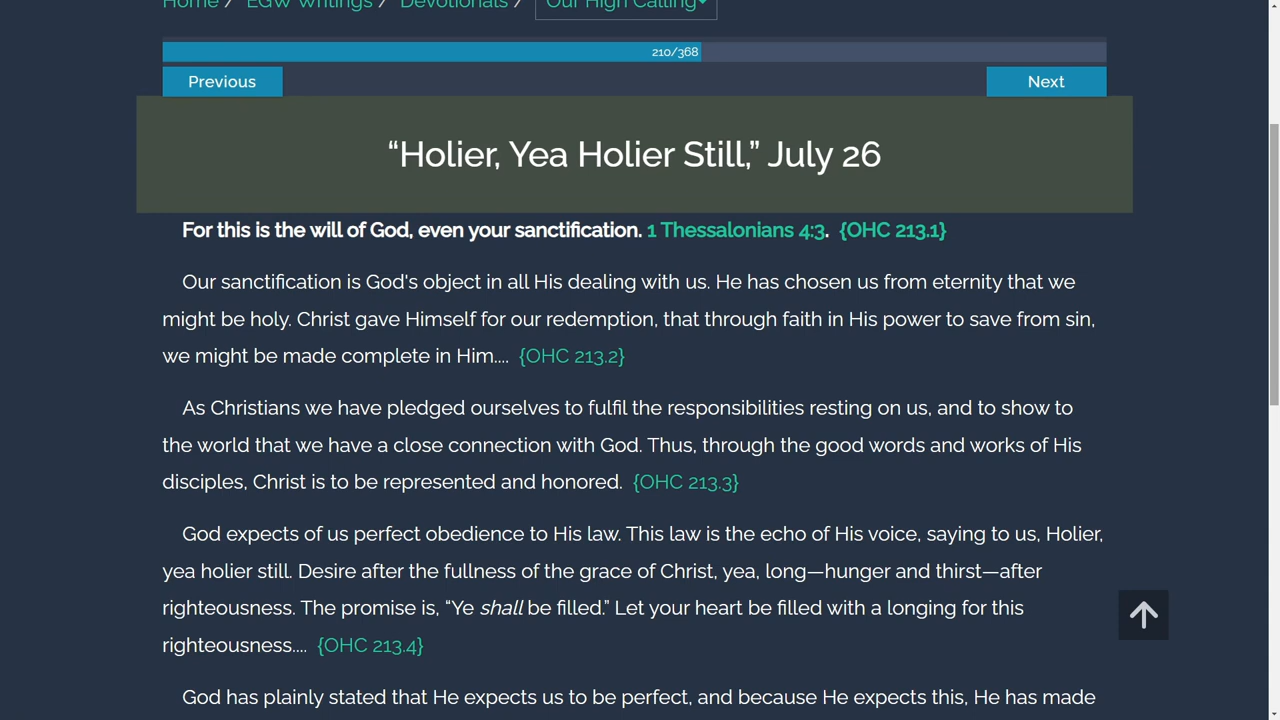 Home / EGW Writings / Devotionals / Our High Calling
210/368
Previous
Next
“Holier, Yea Holier Still,” July 26
For this is the will of God, even your sanctification. 1 Thessalonians 4:3. {OHC 213.1}
Our sanctification is God's object in all His dealing with us. He has chosen us from eternity that we
might be holy. Christ gave Himself for our redemption, that through faith in His power to save from sin,
we might be made complete in Him.... {OHC 213.2}
As Christians we have pledged ourselves to fulfil the responsibilities resting on us, and to show to
the world that we have a close connection with God. Thus, through the good words and works of His
disciples, Christ is to be represented and honored. {OHC 213.3}
God expects of us perfect obedience to His law. This law is the echo of His voice, saying to us, Holier,
yea holier still. Desire after the fullness of the grace of Christ, yea, long—hunger and thirst—after
righteousness. The promise is, “Ye shall be filled.” Let your heart be filled with a longing for this
righteousness.... {OHC 213.4}
God has plainly stated that He expects us to be perfect, and because He expects this, He has made